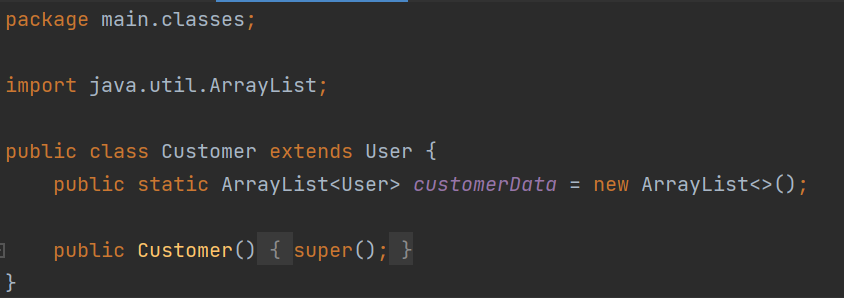 package main.classes;
import java.util.ArrayList;
public class Customer extends User {
public static ArrayList<User> customerData = new ArrayList<>();
public Customer() { super(); }
}